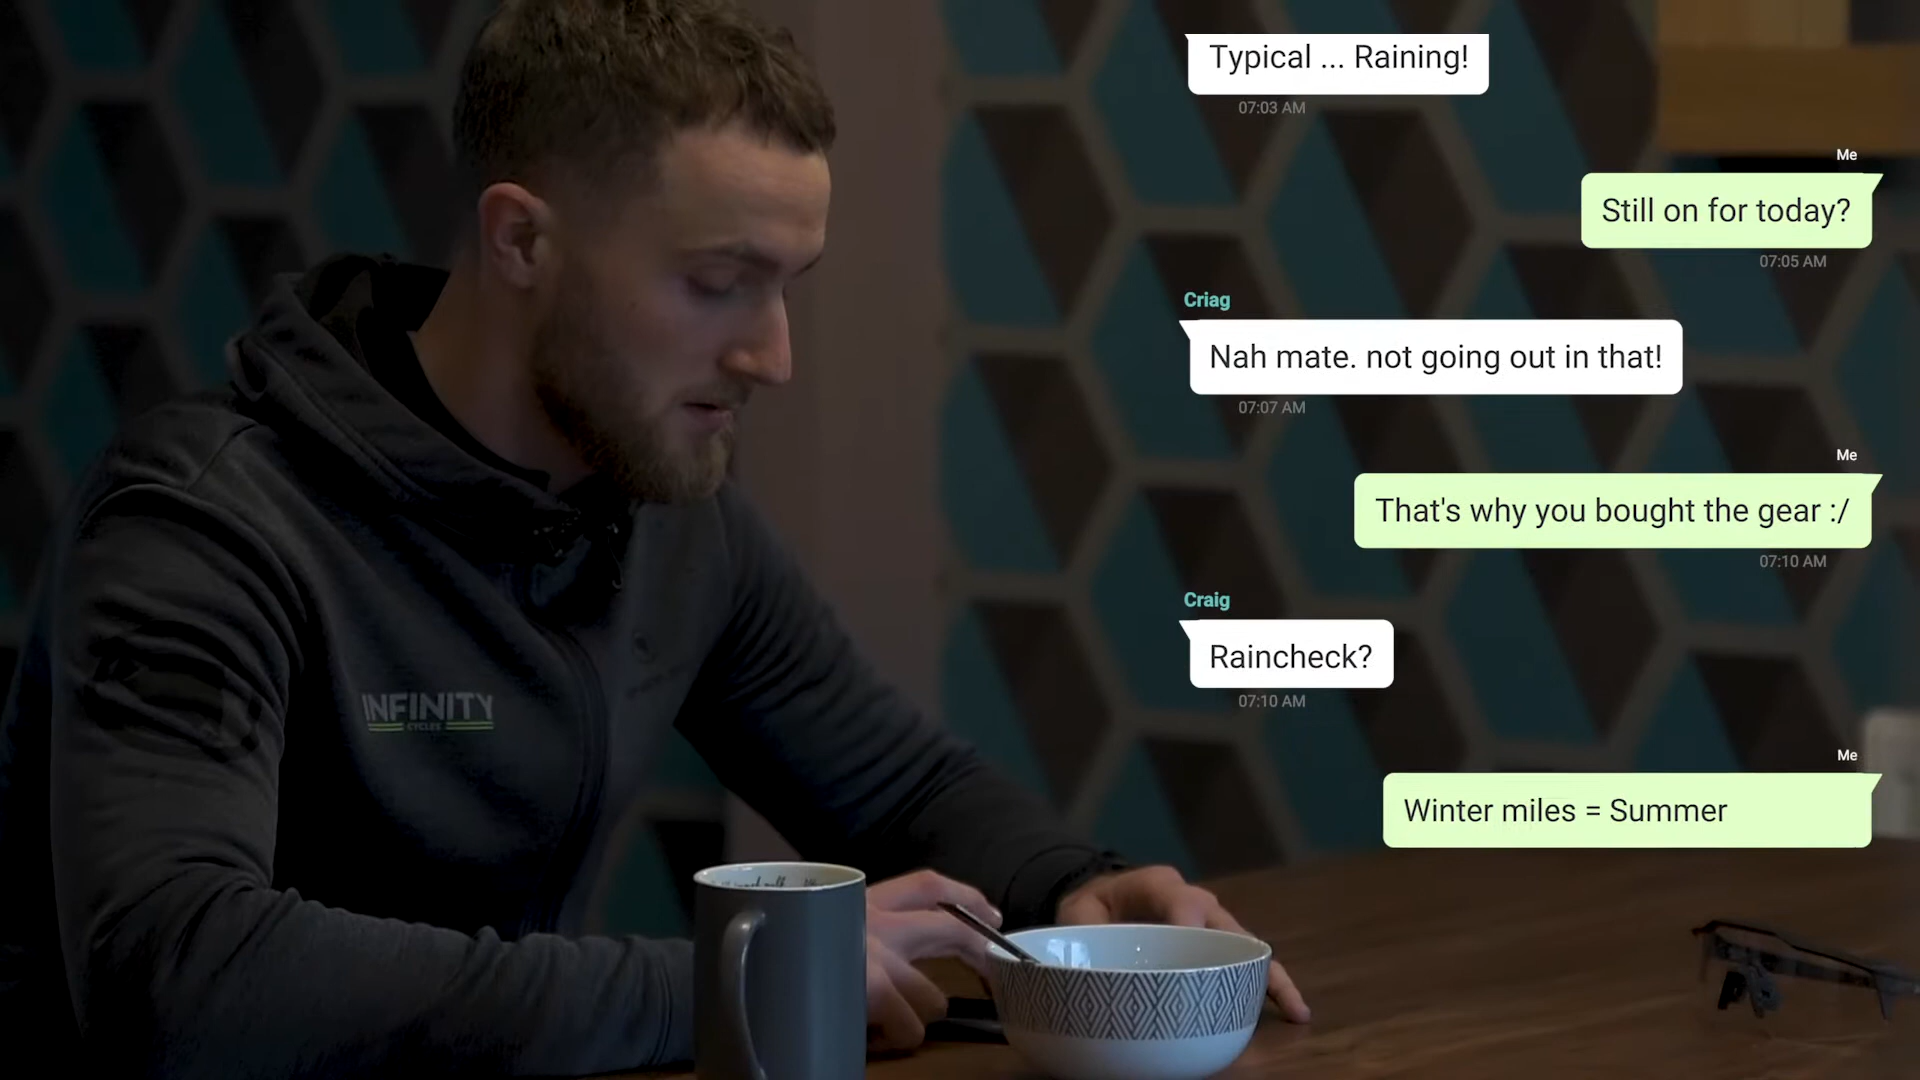 Typical ... Raining!
07:03 AM
Me
Still on for today?
07:05 AM
Criag
Nah mate. not going out in that!
07:07 AM
Me
That's why you bought the gear :/
07:10 AM
Craig
Raincheck?
07:10 AM
Me
Winter miles = Summer
INFINITY
CYCLES